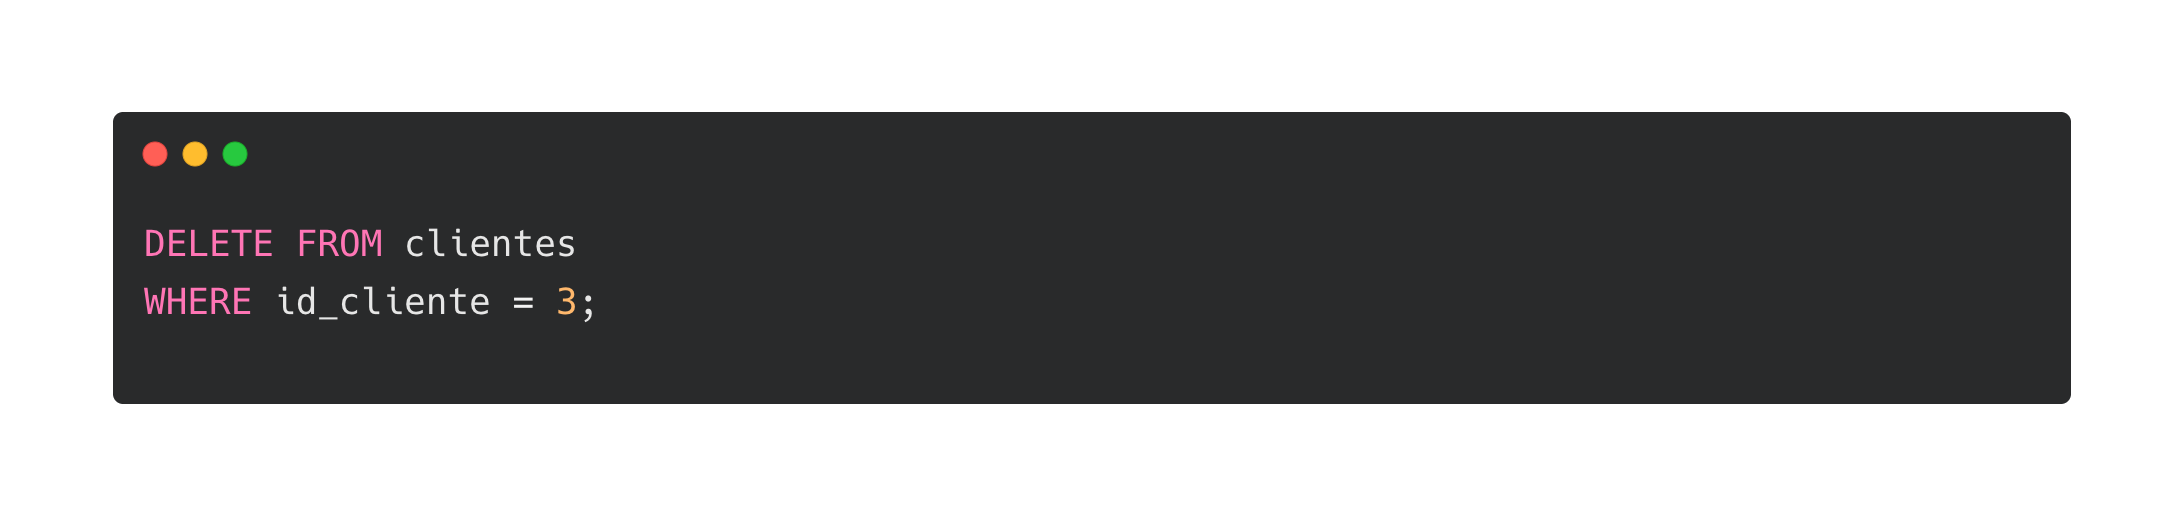 DELETE FROM clientes
WHERE id_cliente = 3;